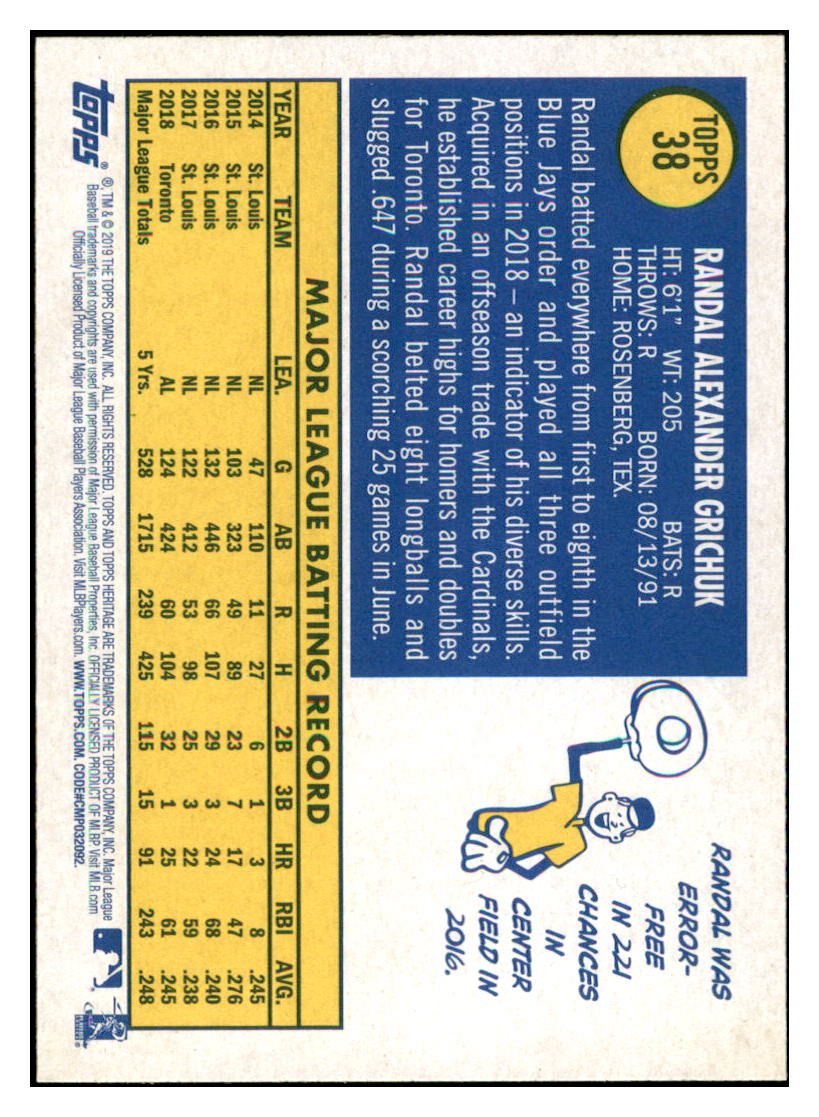 TOPPS
38
RANDAL ALEXANDER GRICHUK
HT: 6'1" WT: 205 BATS: R
THROWS: R BORN: 08/13/91
HOME: ROSENBERG, TEX.
Randal batted everywhere from first to eighth in the
Blue Jays order and played all three outfield
positions in 2018 – an indicator of his diverse skills.
Acquired in an offseason trade with the Cardinals,
he established career highs for homers and doubles
for Toronto. Randal belted eight longballs and
slugged .647 during a scorching 25 games in June.
RANDAL WAS
ERROR-
FREE
IN 221
CHANCES
IN
CENTER
FIELD IN
2016.
MAJOR LEAGUE BATTING RECORD
YEAR TEAM LEA. G AB R H 2B 3B HR RBI AVG.
2014 St. Louis NL 47 110 11 27 6 1 3 8 .245
2015 St. Louis NL 103 323 49 89 23 7 17 47 .276
2016 St. Louis NL 132 446 66 107 29 3 24 68 .240
2017 St. Louis NL 122 412 53 98 25 3 22 59 .238
2018 Toronto AL 124 424 60 104 32 1 25 61 .245
Major League Totals 5 Yrs. 528 1715 239 425 115 15 91 243 .248
topps®
®, TM & © 2019 THE TOPPS COMPANY, INC. ALL RIGHTS RESERVED. TOPPS AND TOPPS HERITAGE ARE TRADEMARKS OF THE TOPPS COMPANY, INC. Major League
Baseball trademarks and copyrights are used with permission of Major League Baseball Properties, Inc. OFFICIALLY LICENSED PRODUCT OF MLBP Visit MLB.com
Officially Licensed Product of Major League Baseball Players Association. Visit MLBPlayers.com. WWW.TOPPS.COM. CODE#CMP032092.